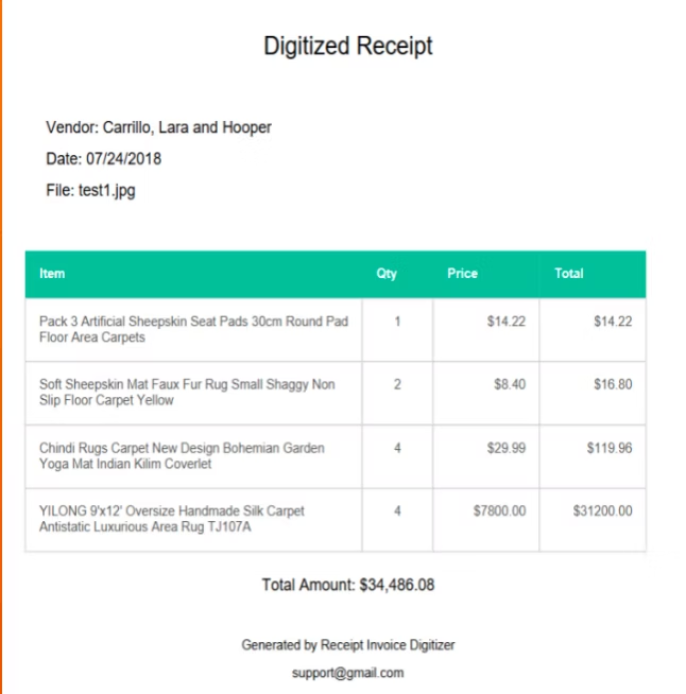 Digitized Receipt
Vendor: Carrillo, Lara and Hooper
Date: 07/24/2018
File: test1.jpg
Item Qty Price Total
Pack 3 Artificial Sheepskin Seat Pads 30cm Round Pad 1 $14.22 $14.22
Floor Area Carpets
Soft Sheepskin Mat Faux Fur Rug Small Shaggy Non 2 $8.40 $16.80
Slip Floor Carpet Yellow
Chindi Rugs Carpet New Design Bohemian Garden 4 $29.99 $119.96
Yoga Mat Indian Kilim Coverlet
YILONG 9'x12' Oversize Handmade Silk Carpet 4 $7800.00 $31200.00
Antistatic Luxurious Area Rug TJ107A
Total Amount: $34,486.08
Generated by Receipt Invoice Digitizer
support@gmail.com